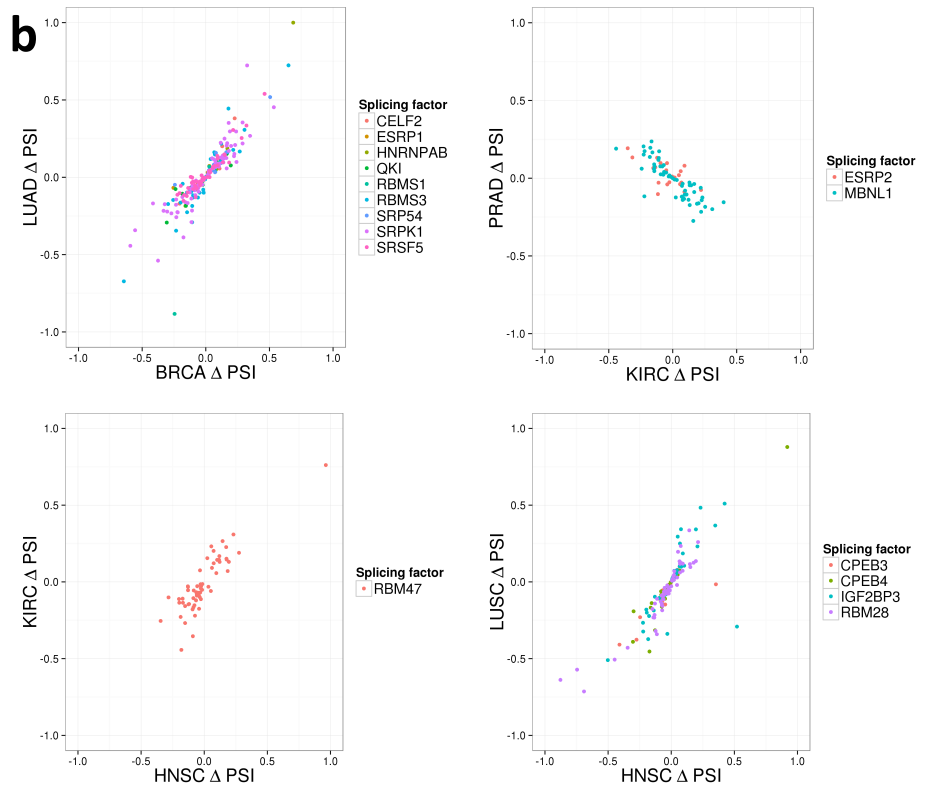 b
1.0
0.5
0.0
-0.5
-1.0
LUAD Δ PSI
-1.0 -0.5 0.0 0.5 1.0
BRCA Δ PSI
Splicing factor
CELF2
ESRP1
HNRNPAB
QKI
RBMS1
RBMS3
SRP54
SRPK1
SRSF5
1.0
0.5
0.0
-0.5
-1.0
PRAD Δ PSI
-1.0 -0.5 0.0 0.5 1.0
KIRC Δ PSI
Splicing factor
ESRP2
MBNL1
1.0
0.5
0.0
-0.5
-1.0
KIRC Δ PSI
-1.0 -0.5 0.0 0.5 1.0
HNSC Δ PSI
Splicing factor
RBM47
1.0
0.5
0.0
-0.5
-1.0
LUSC Δ PSI
-1.0 -0.5 0.0 0.5 1.0
HNSC Δ PSI
Splicing factor
CPEB3
CPEB4
IGF2BP3
RBM28